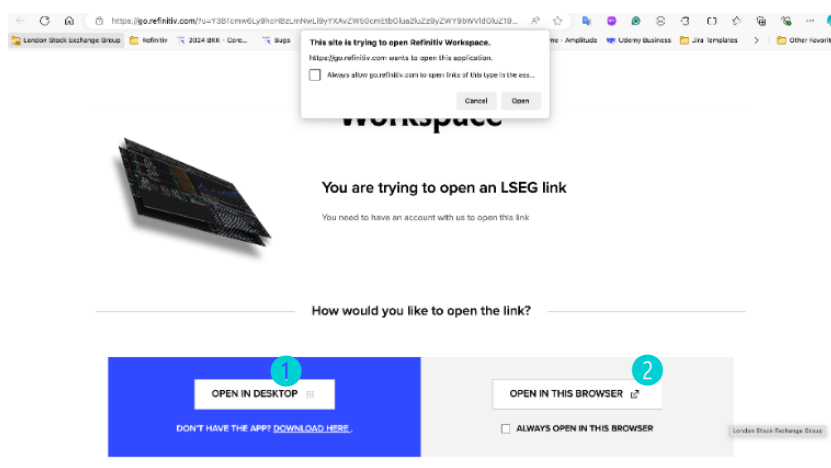 https://go.refinitiv.com/
London Stock Exchange Group
Refinitiv
2024 BKK - Core...
Bugs
me - Amplitude
Udemy Business
Jira Templates
Other Favorit
This site is trying to open Refinitiv Workspace.
https://go.refinitiv.com wants to open this application.
Always allow go.refinitiv.com to open links of this type in the ass...
Cancel
Open
Workspace
You are trying to open an LSEG link
You need to have an account with us to open this link
How would you like to open the link?
1
OPEN IN DESKTOP
DON'T HAVE THE APP? DOWNLOAD HERE.
2
OPEN IN THIS BROWSER
ALWAYS OPEN IN THIS BROWSER
London Stock Exchange Group